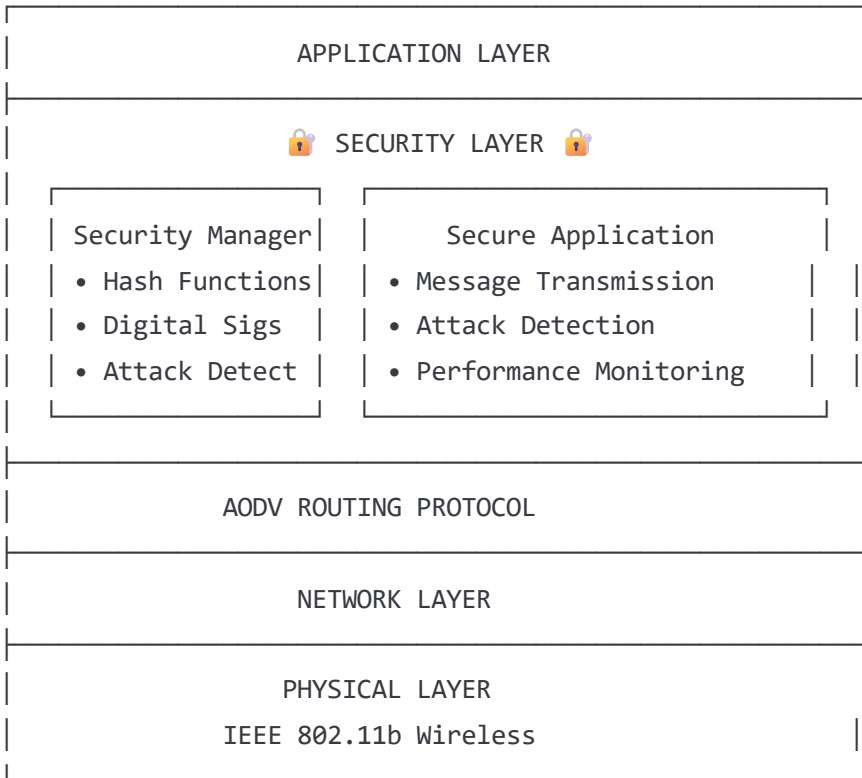 APPLICATION LAYER
🔐 SECURITY LAYER 🔐
Security Manager
Secure Application
• Hash Functions
• Message Transmission
• Digital Sigs
• Attack Detection
• Attack Detect
• Performance Monitoring
AODV ROUTING PROTOCOL
NETWORK LAYER
PHYSICAL LAYER
IEEE 802.11b Wireless